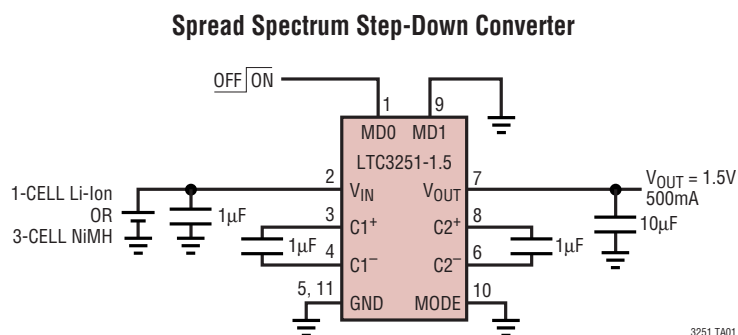 Spread Spectrum Step-Down Converter
OFF ON
1 9
MD0 MD1
LTC3251-1.5
1-CELL Li-Ion
OR
3-CELL NiMH
1µF
2
VIN
7
VOUT
VOUT = 1.5V
500mA
10µF
3
C1+
1µF
4
C1−
8
C2+
1µF
6
C2−
5, 11
GND
MODE
10
3251 TA01